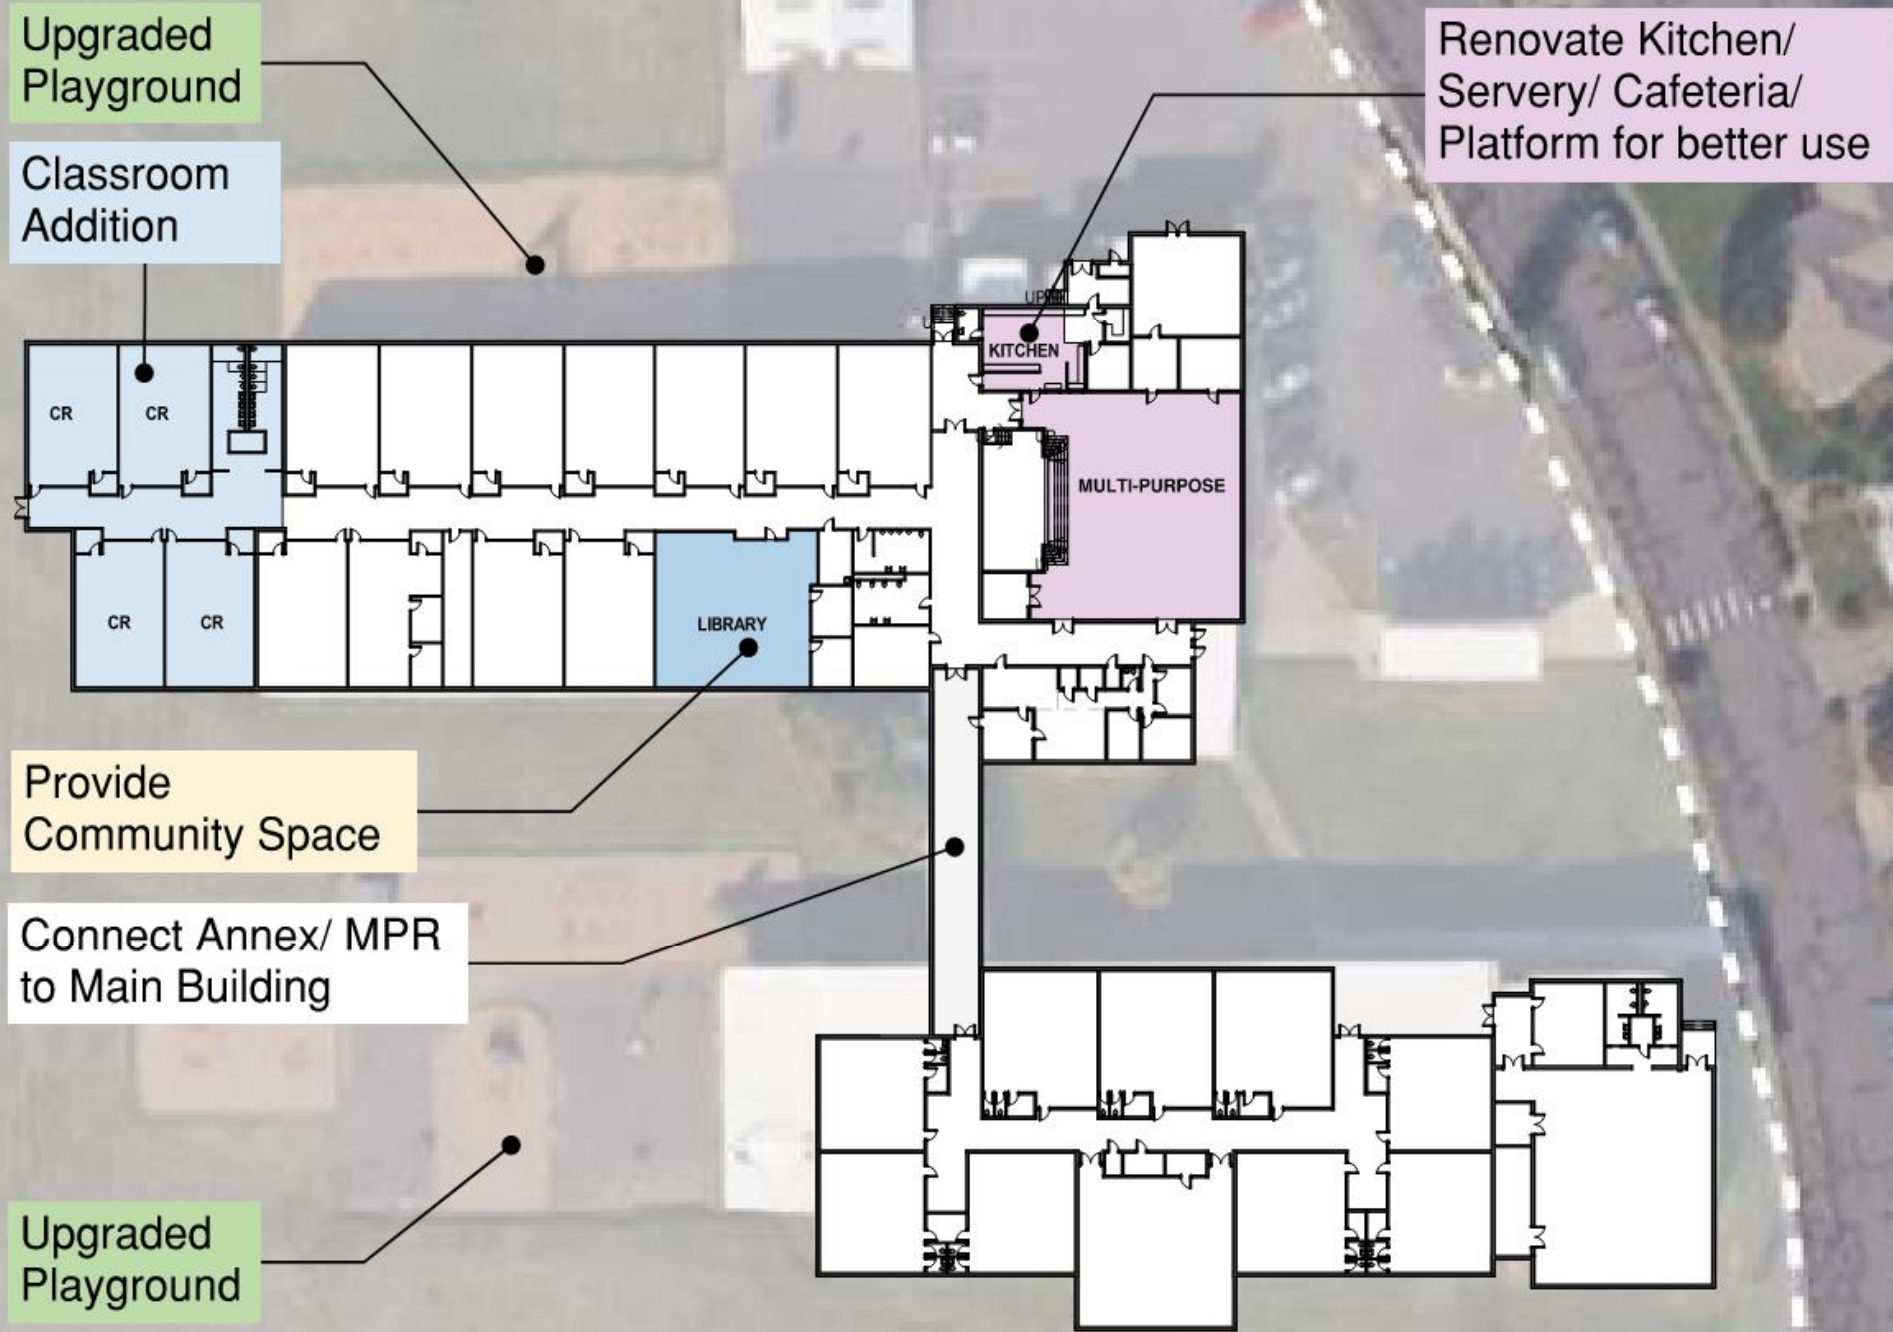 Upgraded
Playground
Renovate Kitchen/
Servery/ Cafeteria/
Platform for better use
Classroom
Addition
UP
KITCHEN
CR
CR
MULTI-PURPOSE
CR
CR
LIBRARY
Provide
Community Space
Connect Annex/ MPR
to Main Building
Upgraded
Playground